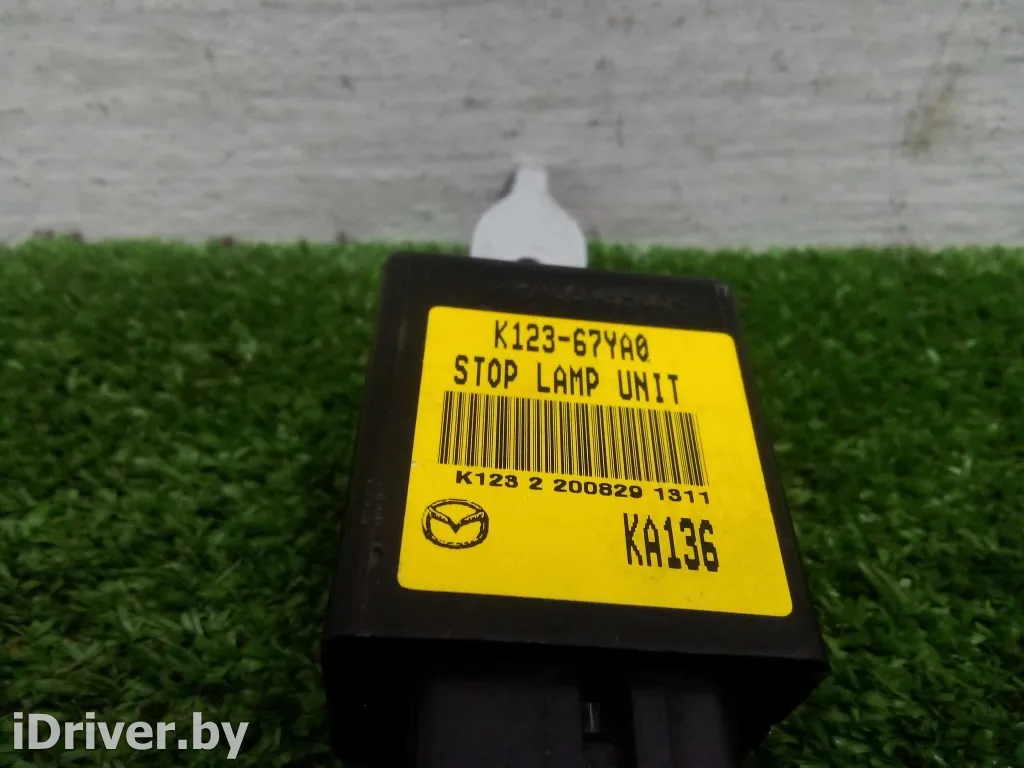 K123-67YA0
STOP LAMP UNIT
K123 2 200829 1311
KA136
iDriver.by